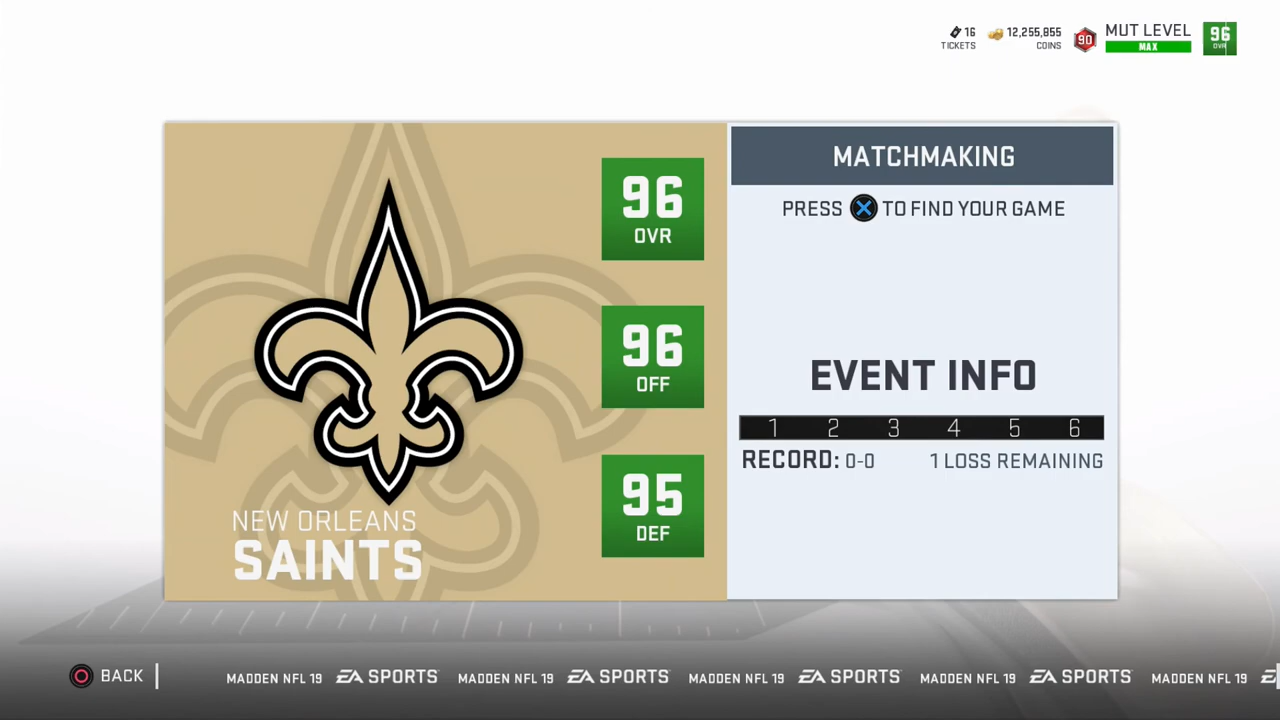 16 TICKETS
12,255,855 COINS
90
MUT LEVEL
MAX
96
OVR
96
OVR
96
OFF
95
DEF
NEW ORLEANS
SAINTS
MATCHMAKING
PRESS TO FIND YOUR GAME
EVENT INFO
1 2 3 4 5 6
RECORD: 0-0 1 LOSS REMAINING
BACK
MADDEN NFL 19 EA SPORTS MADDEN NFL 19 EA SPORTS MADDEN NFL 19 EA SPORTS MADDEN NFL 19 EA SPORTS MADDEN NFL 19